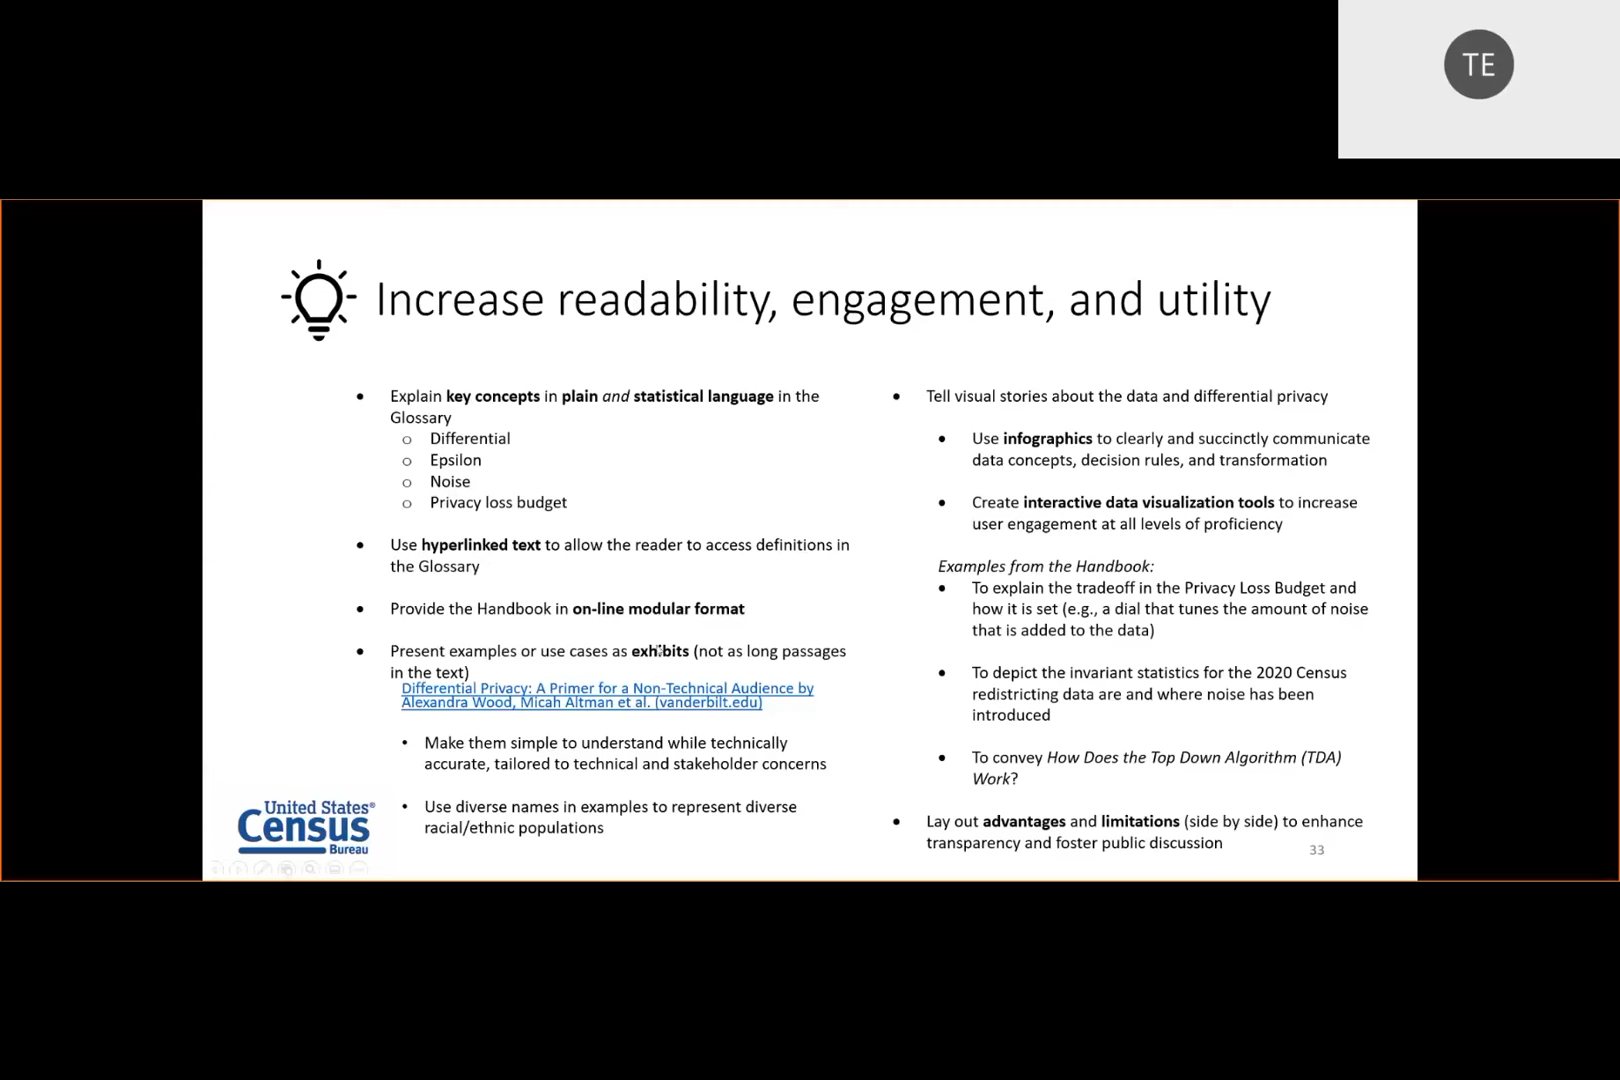 TE
Increase readability, engagement, and utility
• Explain key concepts in plain and statistical language in the
Glossary
o Differential
o Epsilon
o Noise
o Privacy loss budget
• Use hyperlinked text to allow the reader to access definitions in
the Glossary
• Provide the Handbook in on-line modular format
• Present examples or use cases as exhibits (not as long passages
in the text)
Differential Privacy: A Primer for a Non-Technical Audience by
Alexandra Wood, Micah Altman et al. (vanderbilt.edu)
• Make them simple to understand while technically
accurate, tailored to technical and stakeholder concerns
• Use diverse names in examples to represent diverse
racial/ethnic populations
• Tell visual stories about the data and differential privacy
• Use infographics to clearly and succinctly communicate
data concepts, decision rules, and transformation
• Create interactive data visualization tools to increase
user engagement at all levels of proficiency
Examples from the Handbook:
• To explain the tradeoff in the Privacy Loss Budget and
how it is set (e.g., a dial that tunes the amount of noise
that is added to the data)
• To depict the invariant statistics for the 2020 Census
redistricting data are and where noise has been
introduced
• To convey How Does the Top Down Algorithm (TDA)
Work?
• Lay out advantages and limitations (side by side) to enhance
transparency and foster public discussion
United States®
Census
Bureau
33